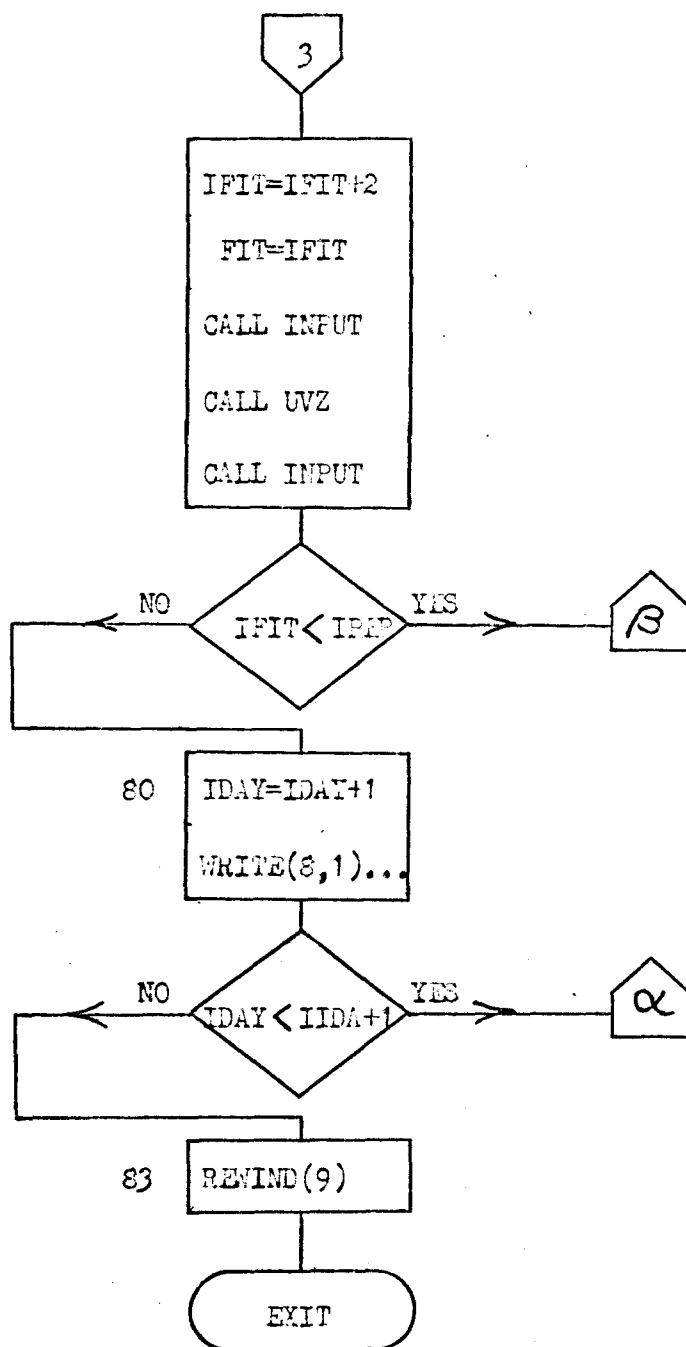 3
IFIT=IFIT+2
FIT=IFIT
CALL INPUT
CALL UVZ
CALL INPUT
NO
IFIT<
YES
β
80
IDAY=IDAY+1
WRITE(8,1)...
NO
IDAY<IIDA+1
YES
α
83
REWIND(9)
EXIT